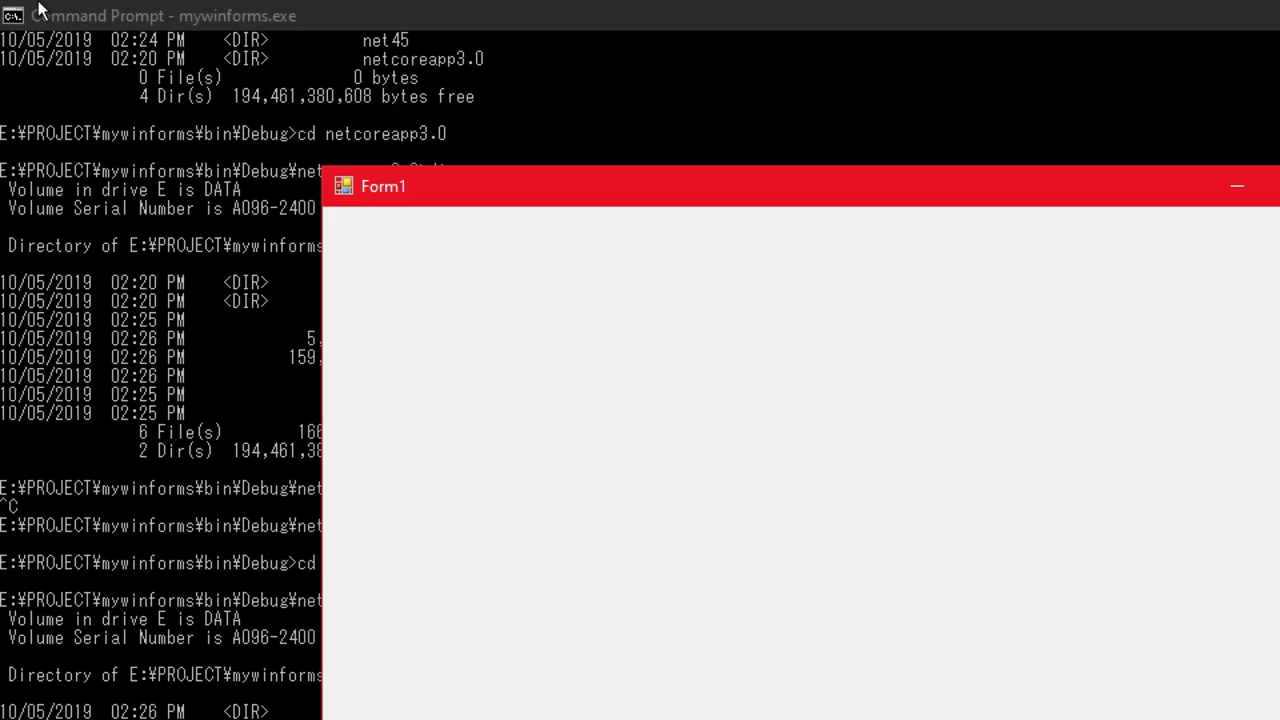 Command Prompt - mywinforms.exe
10/05/2019 02:24 PM <DIR> net45
10/05/2019 02:20 PM <DIR> netcoreapp3.0
0 File(s) 0 bytes
4 Dir(s) 194,461,380,608 bytes free
E:¥PROJECT¥mywinforms¥bin¥Debug>cd netcoreapp3.0
E:¥PROJECT¥mywinforms¥bin¥Debug¥net
Form1
Volume in drive E is DATA
Volume Serial Number is A096-2400
Directory of E:¥PROJECT¥mywinforms
10/05/2019 02:20 PM <DIR>
10/05/2019 02:20 PM <DIR>
10/05/2019 02:25 PM
10/05/2019 02:26 PM 5,
10/05/2019 02:26 PM 159,
10/05/2019 02:26 PM
10/05/2019 02:25 PM
10/05/2019 02:25 PM
6 File(s) 166
2 Dir(s) 194,461,38
E:¥PROJECT¥mywinforms¥bin¥Debug¥net
^C
E:¥PROJECT¥mywinforms¥bin¥Debug¥net
E:¥PROJECT¥mywinforms¥bin¥Debug>cd
E:¥PROJECT¥mywinforms¥bin¥Debug¥net
Volume in drive E is DATA
Volume Serial Number is A096-2400
Directory of E:¥PROJECT¥mywinforms
10/05/2019 02:26 PM <DIR>